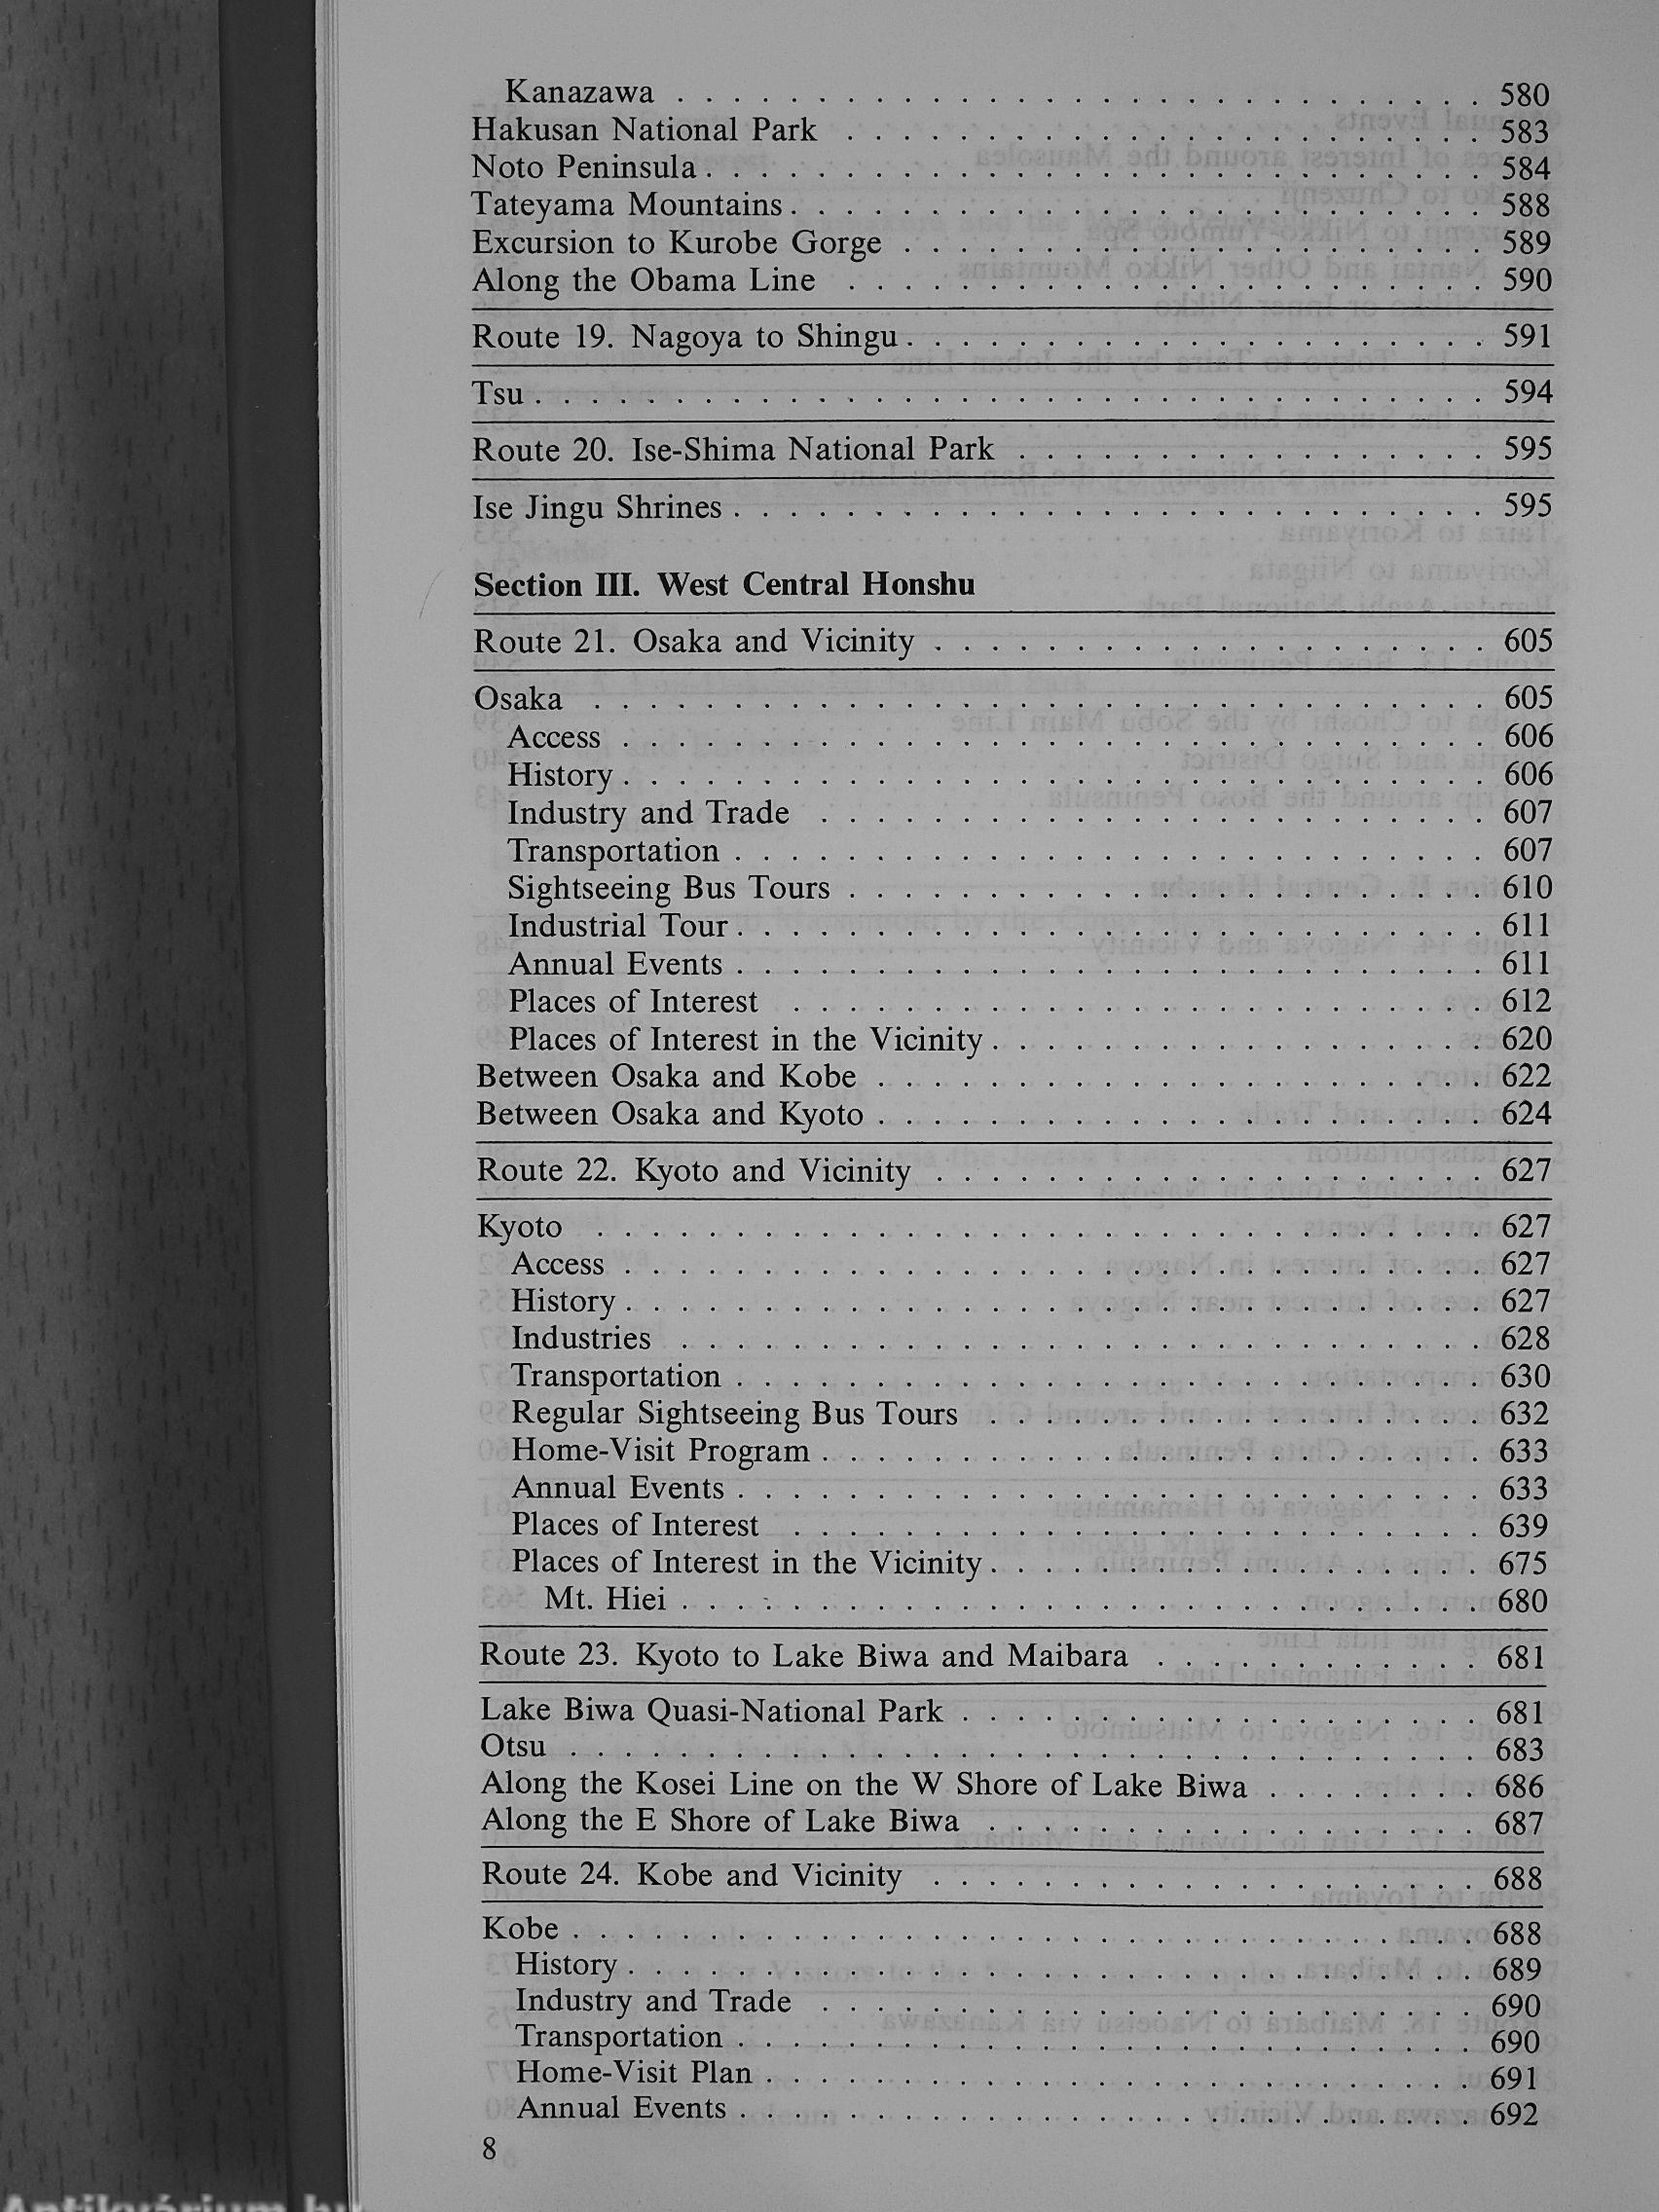 Kanazawa . . . . . . . . . . . . . . . . . . . . . . . . . . . . . 580
Hakusan National Park . . . . . . . . . . . . . . . . . . . . . . . 583
Noto Peninsula . . . . . . . . . . . . . . . . . . . . . . . . . . . . 584
Tateyama Mountains . . . . . . . . . . . . . . . . . . . . . . . . . 588
Excursion to Kurobe Gorge . . . . . . . . . . . . . . . . . . . . . 589
Along the Obama Line . . . . . . . . . . . . . . . . . . . . . . . 590
Route 19. Nagoya to Shingu . . . . . . . . . . . . . . . . . . . . . 591
Tsu . . . . . . . . . . . . . . . . . . . . . . . . . . . . . . . . . . 594
Route 20. Ise-Shima National Park . . . . . . . . . . . . . . . . . 595
Ise Jingu Shrines . . . . . . . . . . . . . . . . . . . . . . . . . . . 595
Section III. West Central Honshu
Route 21. Osaka and Vicinity . . . . . . . . . . . . . . . . . . . . 605
Osaka . . . . . . . . . . . . . . . . . . . . . . . . . . . . . . . . 605
Access . . . . . . . . . . . . . . . . . . . . . . . . . . . . . . . 606
History . . . . . . . . . . . . . . . . . . . . . . . . . . . . . . . 606
Industry and Trade . . . . . . . . . . . . . . . . . . . . . . . . 607
Transportation . . . . . . . . . . . . . . . . . . . . . . . . . . . 607
Sightseeing Bus Tours . . . . . . . . . . . . . . . . . . . . . . 610
Industrial Tour . . . . . . . . . . . . . . . . . . . . . . . . . . . 611
Annual Events . . . . . . . . . . . . . . . . . . . . . . . . . . . 611
Places of Interest . . . . . . . . . . . . . . . . . . . . . . . . . 612
Places of Interest in the Vicinity . . . . . . . . . . . . . . . . . . 620
Between Osaka and Kobe . . . . . . . . . . . . . . . . . . . . . . 622
Between Osaka and Kyoto . . . . . . . . . . . . . . . . . . . . . . 624
Route 22. Kyoto and Vicinity . . . . . . . . . . . . . . . . . . . . 627
Kyoto . . . . . . . . . . . . . . . . . . . . . . . . . . . . . . . . 627
Access . . . . . . . . . . . . . . . . . . . . . . . . . . . . . . . 627
History . . . . . . . . . . . . . . . . . . . . . . . . . . . . . . . 627
Industries . . . . . . . . . . . . . . . . . . . . . . . . . . . . . 628
Transportation . . . . . . . . . . . . . . . . . . . . . . . . . . . 630
Regular Sightseeing Bus Tours . . . . . . . . . . . . . . . . . . 632
Home-Visit Program . . . . . . . . . . . . . . . . . . . . . . . . 633
Annual Events . . . . . . . . . . . . . . . . . . . . . . . . . . . 633
Places of Interest . . . . . . . . . . . . . . . . . . . . . . . . . 639
Places of Interest in the Vicinity . . . . . . . . . . . . . . . . . . 675
Mt. Hiei . . . . . . . . . . . . . . . . . . . . . . . . . . . . . 680
Route 23. Kyoto to Lake Biwa and Maibara . . . . . . . . . . . . 681
Lake Biwa Quasi-National Park . . . . . . . . . . . . . . . . . . . 681
Otsu . . . . . . . . . . . . . . . . . . . . . . . . . . . . . . . . . 683
Along the Kosei Line on the W Shore of Lake Biwa . . . . . . . . 686
Along the E Shore of Lake Biwa . . . . . . . . . . . . . . . . . . 687
Route 24. Kobe and Vicinity . . . . . . . . . . . . . . . . . . . . 688
Kobe . . . . . . . . . . . . . . . . . . . . . . . . . . . . . . . . . 688
History . . . . . . . . . . . . . . . . . . . . . . . . . . . . . . . 689
Industry and Trade . . . . . . . . . . . . . . . . . . . . . . . . 690
Transportation . . . . . . . . . . . . . . . . . . . . . . . . . . . 690
Home-Visit Plan . . . . . . . . . . . . . . . . . . . . . . . . . . 691
Annual Events . . . . . . . . . . . . . . . . . . . . . . . . . . . 692
8